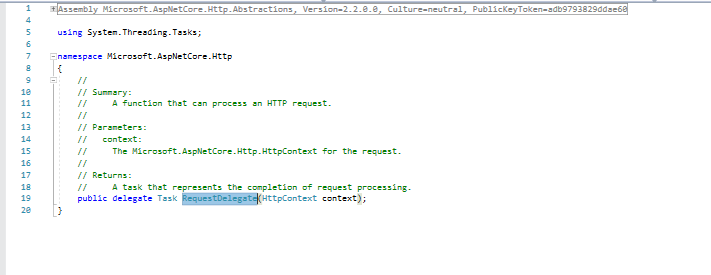 1 Assembly Microsoft.AspNetCore.Http.Abstractions, Version=2.2.0.0, Culture=neutral, PublicKeyToken=adb9793829ddae60
4
5 using System.Threading.Tasks;
6
7 namespace Microsoft.AspNetCore.Http
8 {
9 //
10 // Summary:
11 //     A function that can process an HTTP request.
12 //
13 // Parameters:
14 //   context:
15 //     The Microsoft.AspNetCore.Http.HttpContext for the request.
16 //
17 // Returns:
18 //     A task that represents the completion of request processing.
19 public delegate Task RequestDelegate(HttpContext context);
20 }